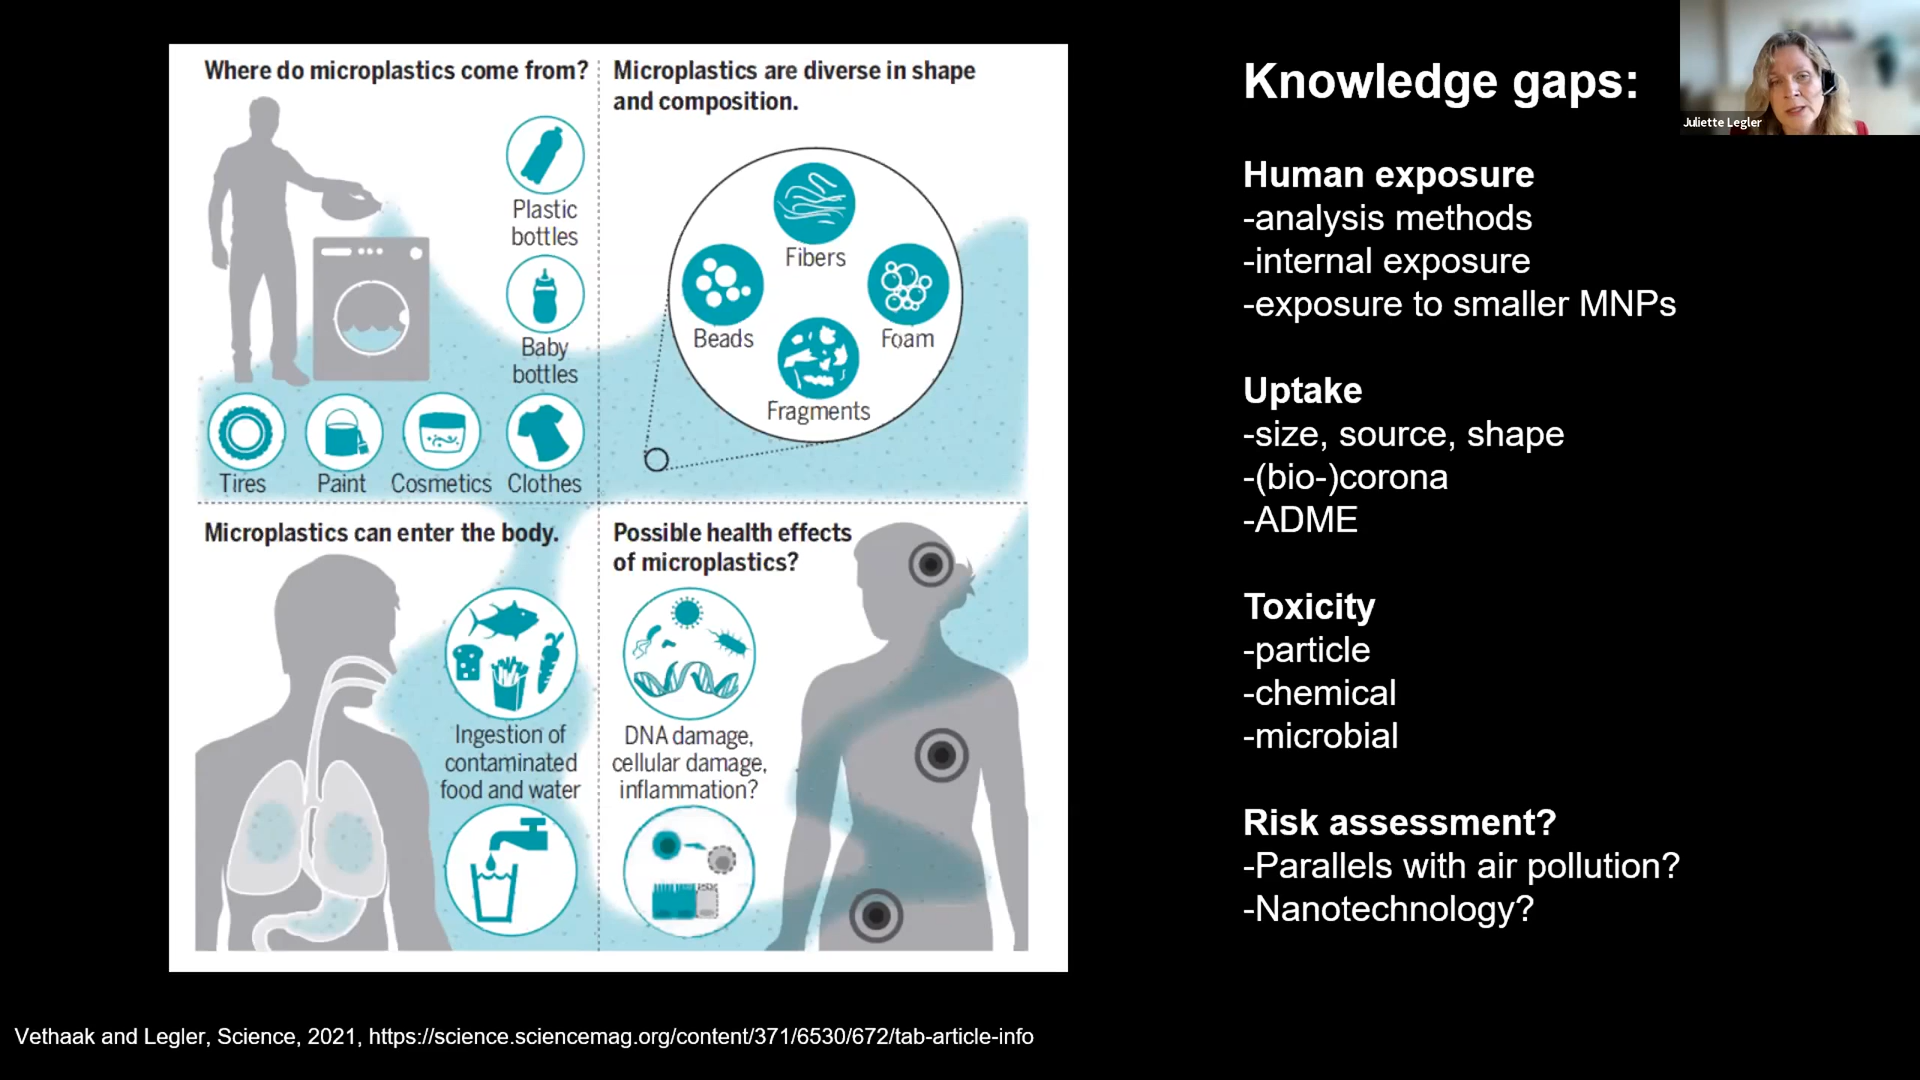 Where do microplastics come from?
Plastic
bottles
Baby
bottles
Tires
Paint
Cosmetics
Clothes
Microplastics are diverse in shape
and composition.
Fibers
Beads
Foam
Fragments
Microplastics can enter the body.
Ingestion of
contaminated
food and water
Possible health effects
of microplastics?
DNA damage,
cellular damage,
inflammation?
Knowledge gaps:
Human exposure
-analysis methods
-internal exposure
-exposure to smaller MNPs
Uptake
-size, source, shape
-(bio-)corona
-ADME
Toxicity
-particle
-chemical
-microbial
Risk assessment?
-Parallels with air pollution?
-Nanotechnology?
Juliette Legler
Vethaak and Legler, Science, 2021, https://science.sciencemag.org/content/371/6530/672/tab-article-info